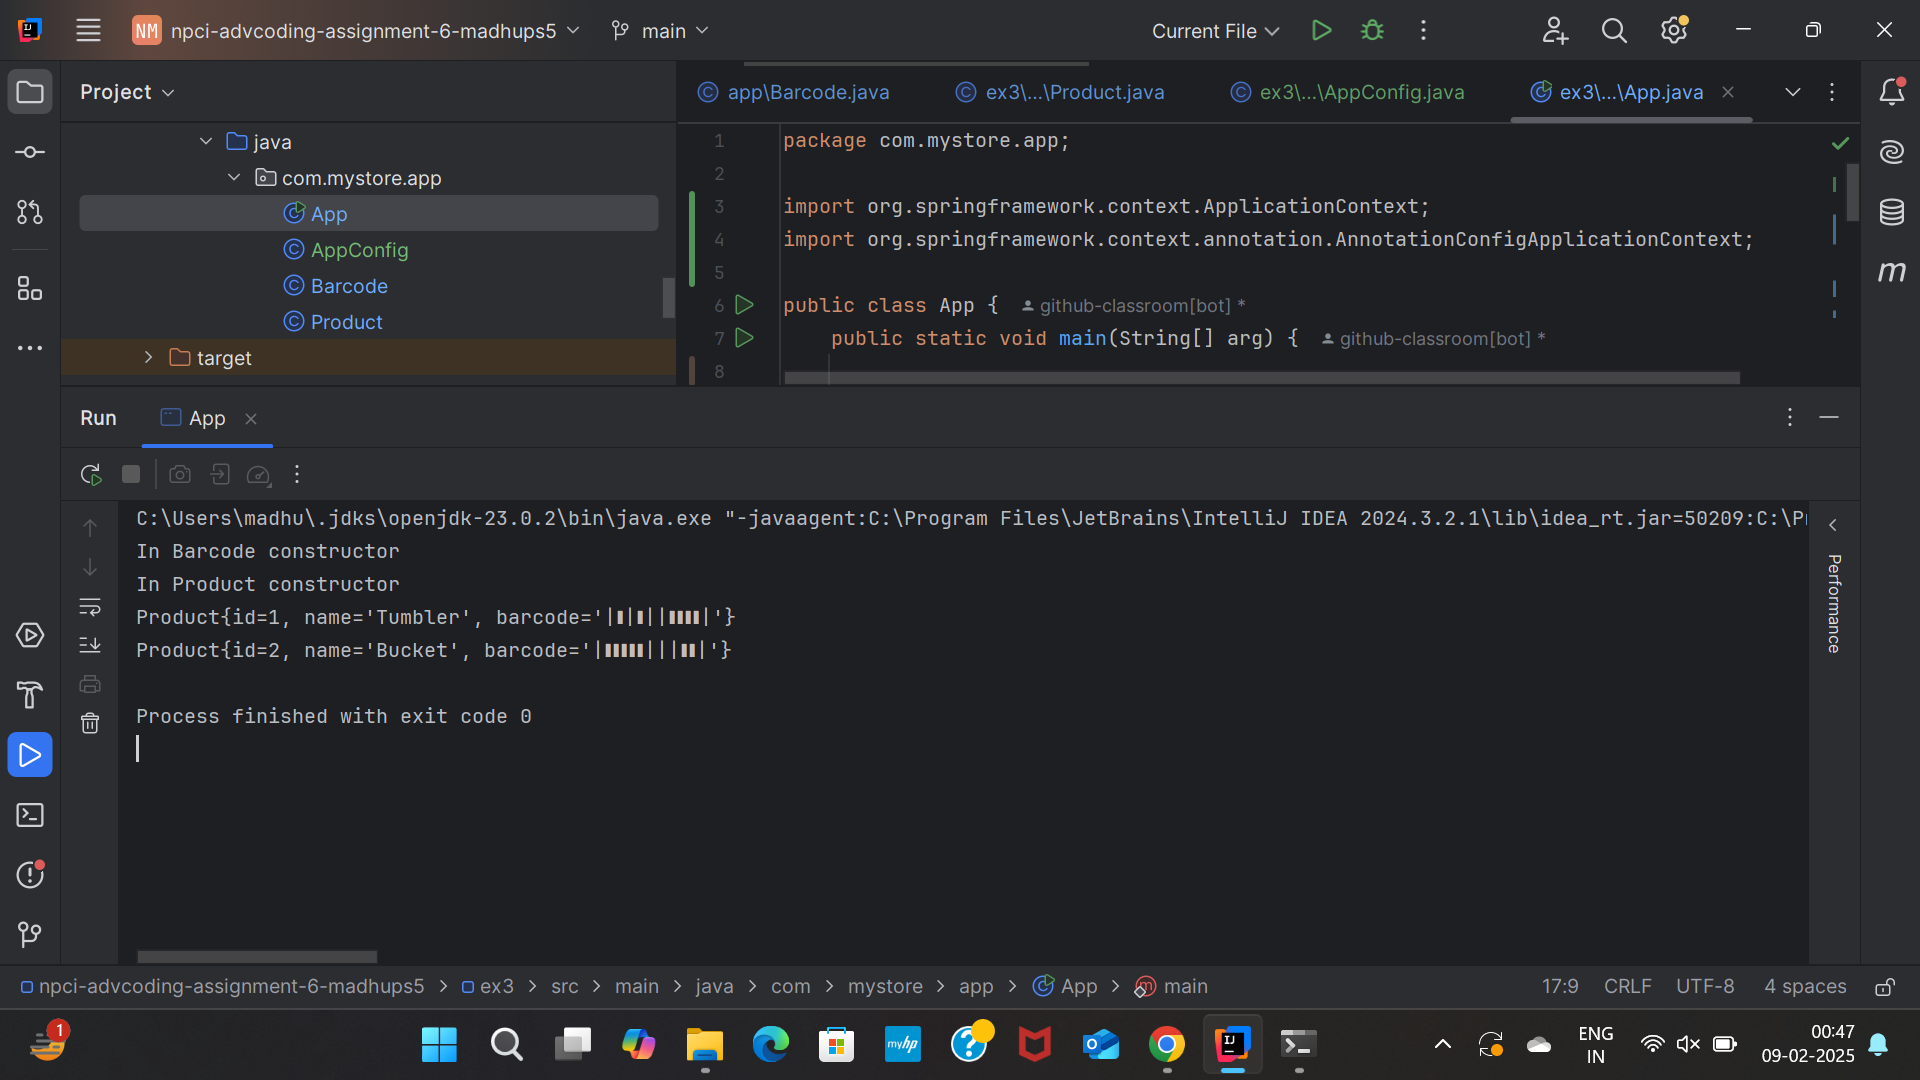 NM npci-advcoding-assignment-6-madhups5 main Current File
Project
app\Barcode.java ex3\...\Product.java ex3\...\AppConfig.java ex3\...\App.java
java
com.mystore.app
App
AppConfig
Barcode
Product
target
1 package com.mystore.app;
2
3 import org.springframework.context.ApplicationContext;
4 import org.springframework.context.annotation.AnnotationConfigApplicationContext;
5
6 public class App { github-classroom[bot] *
7 public static void main(String[] arg) { github-classroom[bot] *
8
Run App
C:\Users\madhu\.jdks\openjdk-23.0.2\bin\java.exe "-javaagent:C:\Program Files\JetBrains\IntelliJ IDEA 2024.3.2.1\lib\idea_rt.jar=50209:C:\P
In Barcode constructor
In Product constructor
Product{id=1, name='Tumbler', barcode='|▮|▮||▮▮▮▮|'}
Product{id=2, name='Bucket', barcode='|▮▮▮▮▮|||▮▮|'}
Process finished with exit code 0
Performance
npci-advcoding-assignment-6-madhups5 > ex3 > src > main > java > com > mystore > app > App > main
17:9 CRLF UTF-8 4 spaces
1
myhp
ENG
IN
00:47
09-02-2025